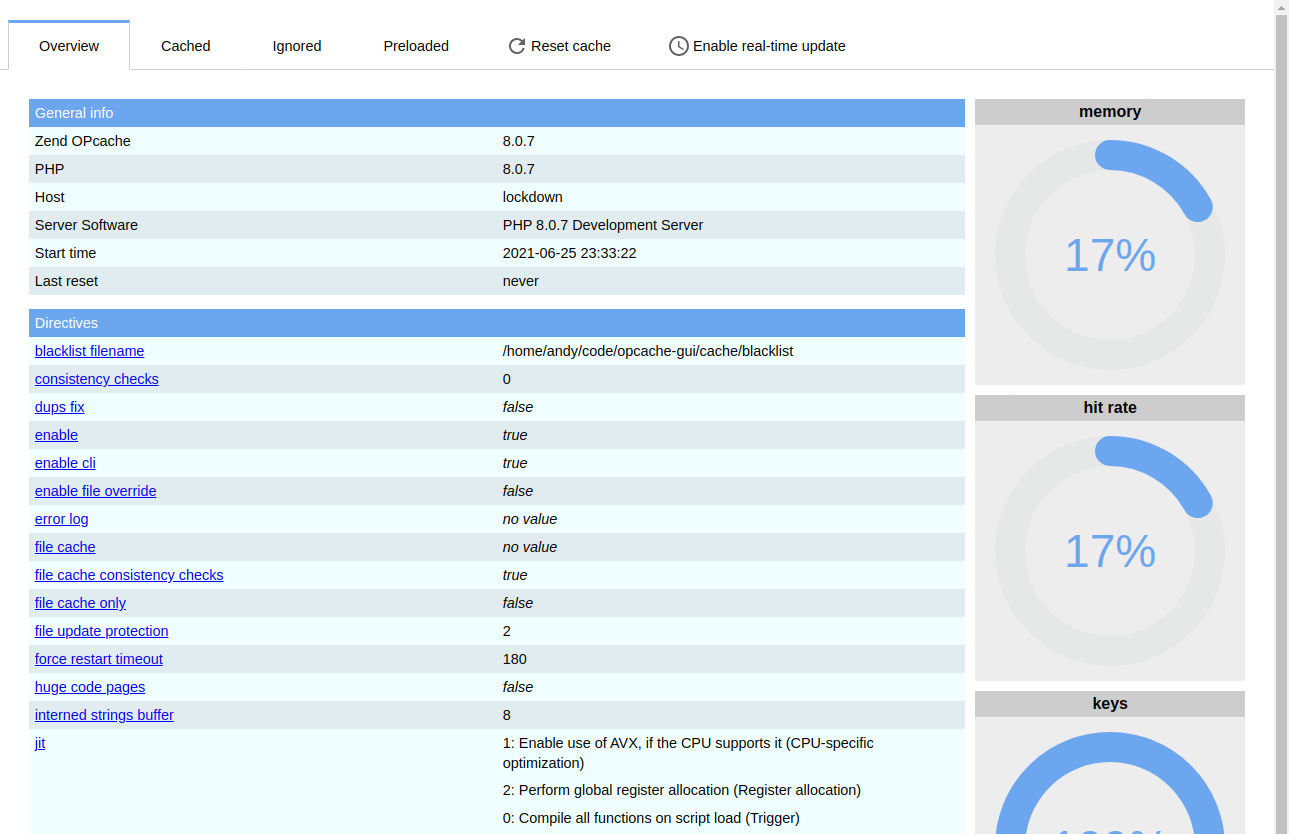 Overview
Cached
Ignored
Preloaded
Reset cache
Enable real-time update
General info
Zend OPcache 8.0.7
PHP 8.0.7
Host lockdown
Server Software PHP 8.0.7 Development Server
Start time 2021-06-25 23:33:22
Last reset never
Directives
blacklist filename /home/andy/code/opcache-gui/cache/blacklist
consistency checks 0
dups fix false
enable true
enable cli true
enable file override false
error log no value
file cache no value
file cache consistency checks true
file cache only false
file update protection 2
force restart timeout 180
huge code pages false
interned strings buffer 8
jit 1: Enable use of AVX, if the CPU supports it (CPU-specific
optimization)
2: Perform global register allocation (Register allocation)
0: Compile all functions on script load (Trigger)
memory
17%
hit rate
17%
keys